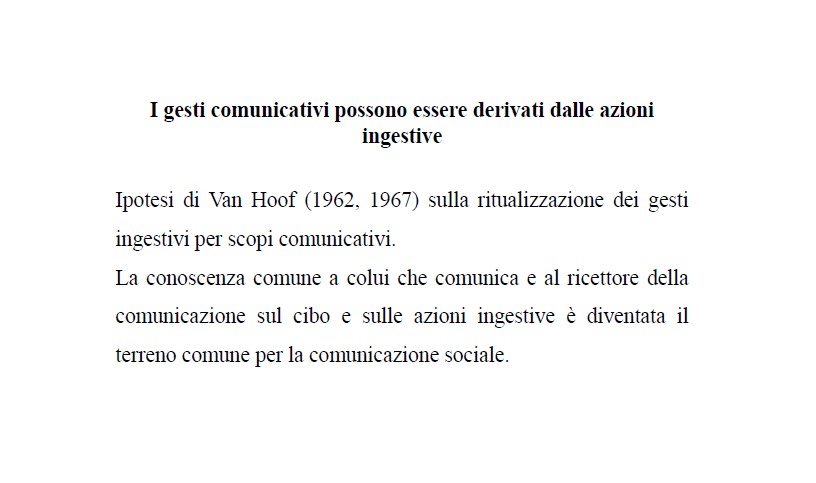 I gesti comunicativi possono essere derivati dalle azioni
ingestive
Ipotesi di Van Hoof (1962, 1967) sulla ritualizzazione dei gesti
ingestivi per scopi comunicativi.
La conoscenza comune a colui che comunica e al ricettore della
comunicazione sul cibo e sulle azioni ingestive è diventata il
terreno comune per la comunicazione sociale.